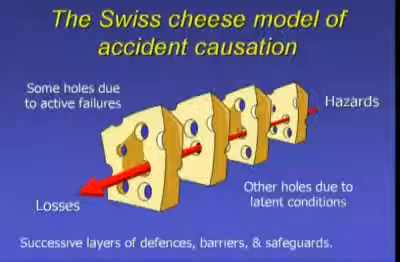 The Swiss cheese model of
accident causation
Some holes due
to active failures
Hazards
Losses
Other holes due to
latent conditions
Successive layers of defences, barriers, & safeguards.